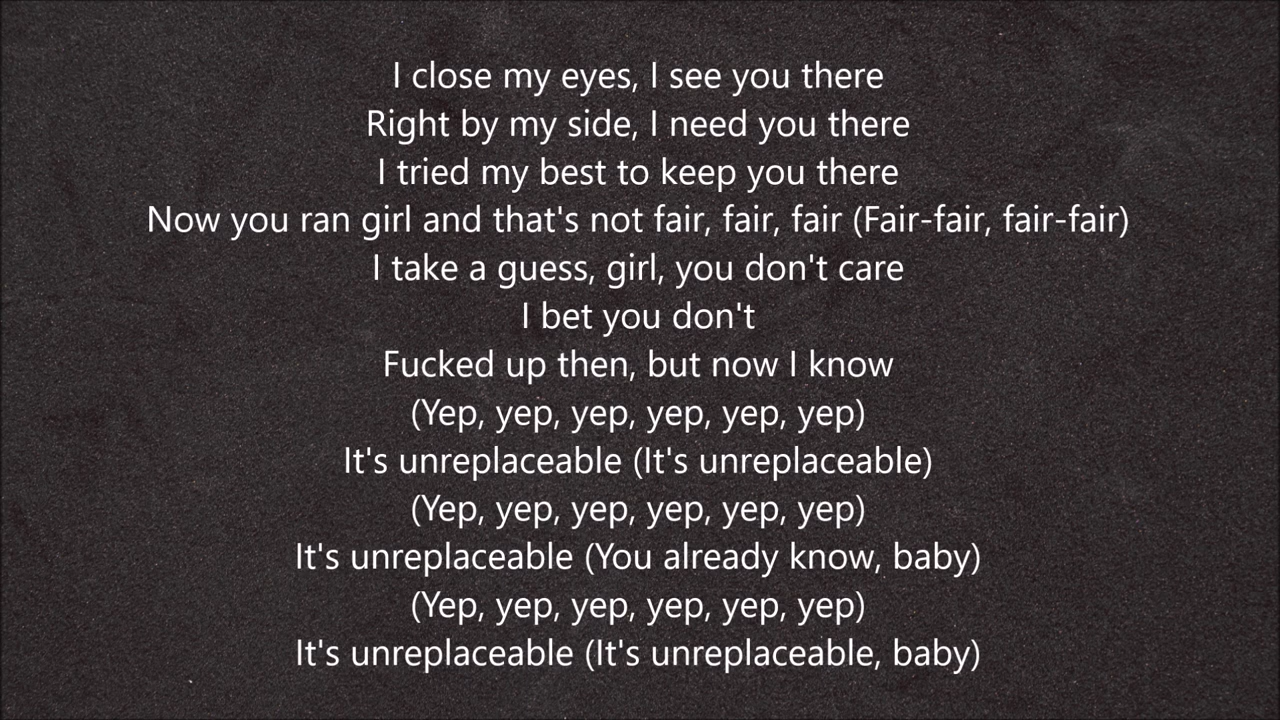 I close my eyes, I see you there
Right by my side, I need you there
I tried my best to keep you there
Now you ran girl and that's not fair, fair, fair (Fair-fair, fair-fair)
I take a guess, girl, you don't care
I bet you don't
Fucked up then, but now I know
(Yep, yep, yep, yep, yep, yep)
It's unreplaceable (It's unreplaceable)
(Yep, yep, yep, yep, yep, yep)
It's unreplaceable (You already know, baby)
(Yep, yep, yep, yep, yep, yep)
It's unreplaceable (It's unreplaceable, baby)